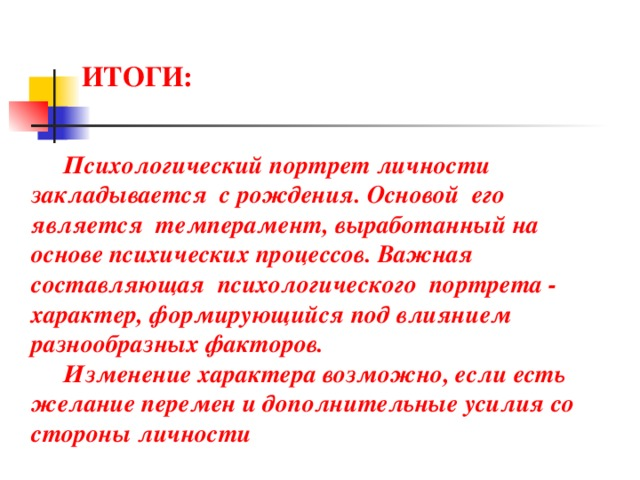 ИТОГИ:
Психологический портрет личности
закладывается с рождения. Основой его
является темперамент, выработанный на
основе психических процессов. Важная
составляющая психологического портрета -
характер, формирующийся под влиянием
разнообразных факторов.
Изменение характера возможно, если есть
желание перемен и дополнительные усилия со
стороны личности